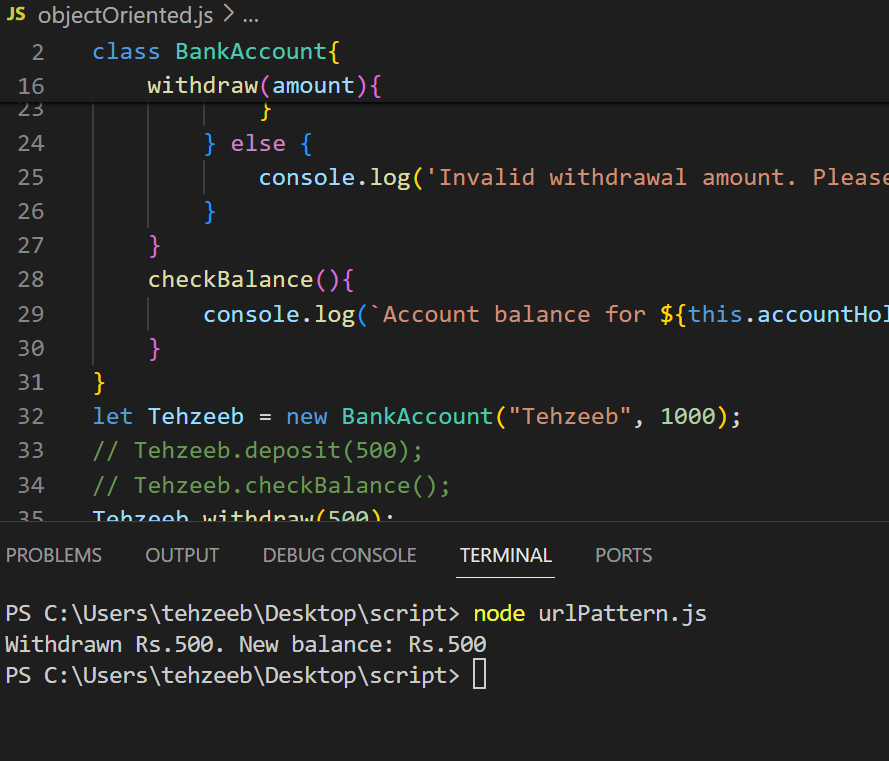 JS objectOriented.js > ...
2 class BankAccount{
16 withdraw(amount){
23 }
24 } else {
25 console.log('Invalid withdrawal amount. Please
26 }
27 }
28 checkBalance(){
29 console.log(`Account balance for ${this.accountHol
30 }
31 }
32 let Tehzeeb = new BankAccount("Tehzeeb", 1000);
33 // Tehzeeb.deposit(500);
34 // Tehzeeb.checkBalance();
35 Tehzeeb.withdraw(500);
PROBLEMS OUTPUT DEBUG CONSOLE TERMINAL PORTS
PS C:\Users\tehzeeb\Desktop\script> node urlPattern.js
Withdrawn Rs.500. New balance: Rs.500
PS C:\Users\tehzeeb\Desktop\script>